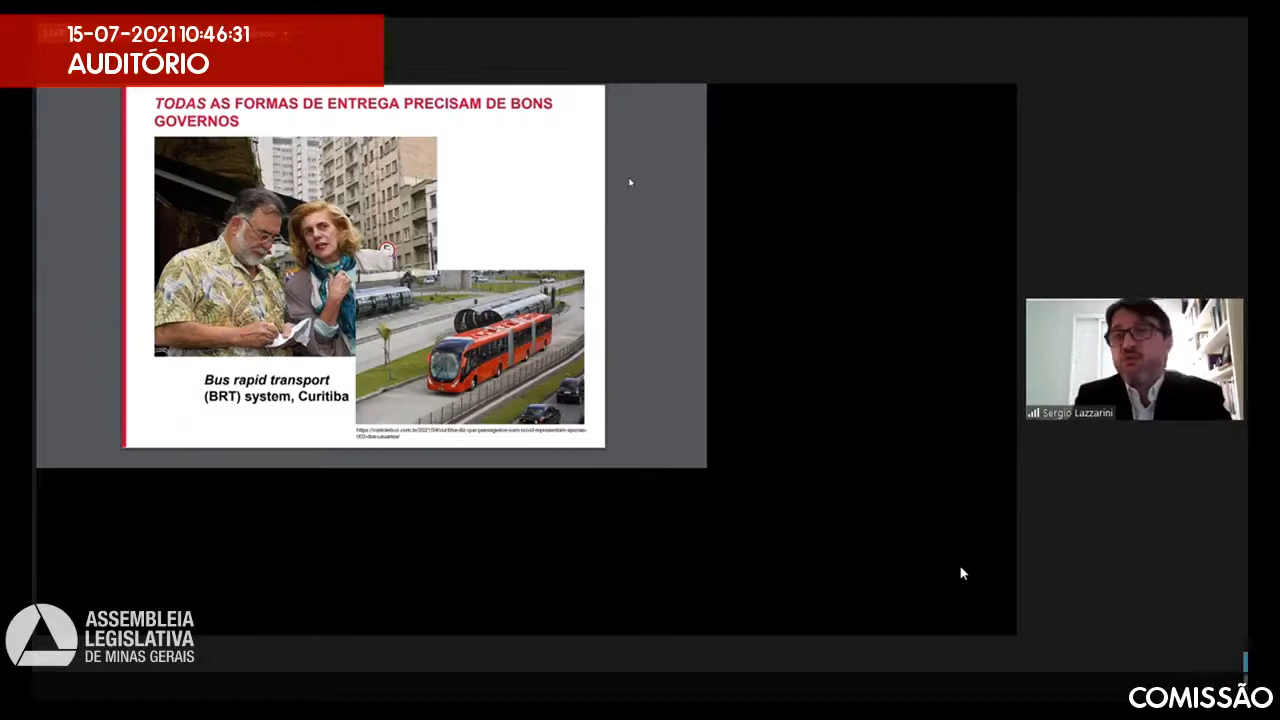 15-07-2021 10:46:31
AUDITÓRIO
TODAS AS FORMAS DE ENTREGA PRECISAM DE BONS
GOVERNOS
Bus rapid transport
(BRT) system, Curitiba
Sergio Lazzarini
ASSEMBLEIA
LEGISLATIVA
DE MINAS GERAIS
COMISSÃO